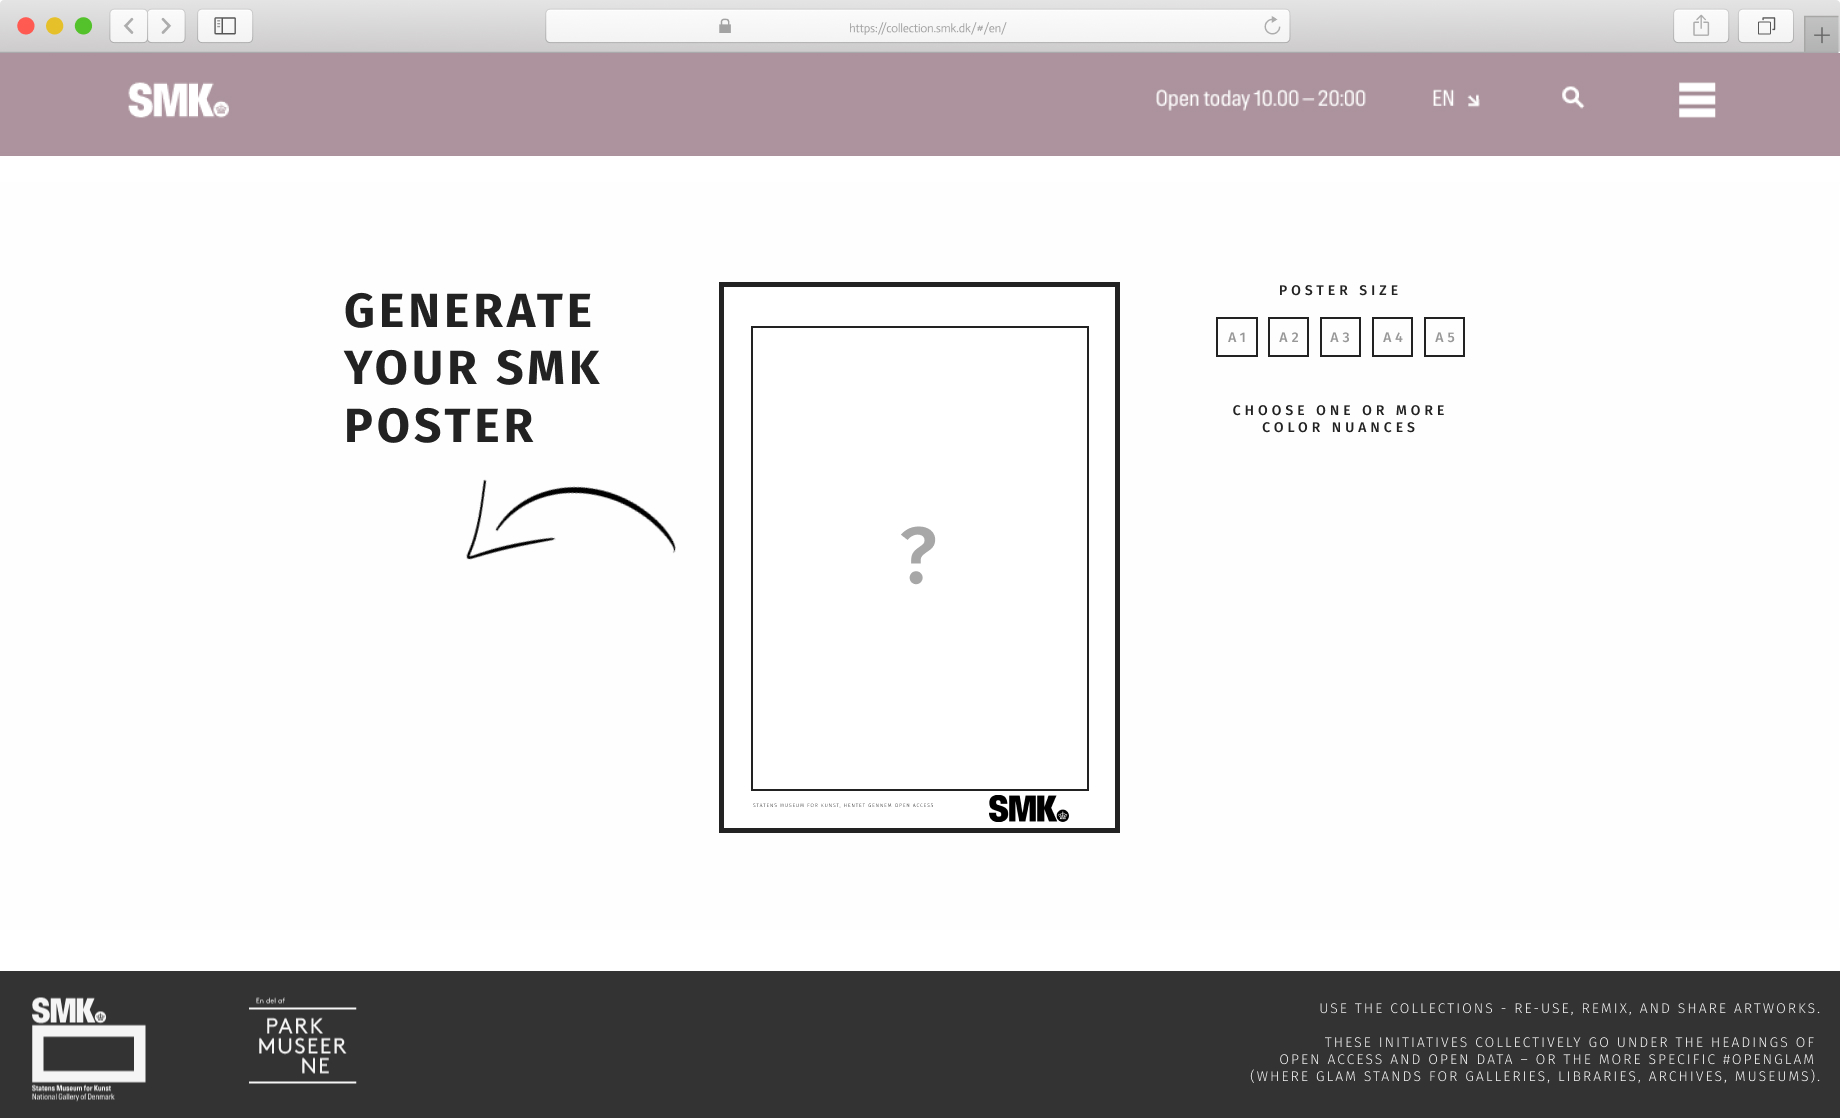 https://collection.smk.dk/#/en/
SMK.
Open today 10.00 – 20:00
EN
GENERATE
YOUR SMK
POSTER
?
STATENS MUSEUM FOR KUNST, HENTET GENNEM OPEN ACCESS
SMK.
POSTER SIZE
A1 A2 A3 A4 A5
CHOOSE ONE OR MORE
COLOR NUANCES
SMK.
Statens Museum for Kunst
National Gallery of Denmark
En del af
PARK
MUSEER
NE
USE THE COLLECTIONS - RE-USE, REMIX, AND SHARE ARTWORKS.
THESE INITIATIVES COLLECTIVELY GO UNDER THE HEADINGS OF
OPEN ACCESS AND OPEN DATA – OR THE MORE SPECIFIC #OPENGLAM
(WHERE GLAM STANDS FOR GALLERIES, LIBRARIES, ARCHIVES, MUSEUMS).